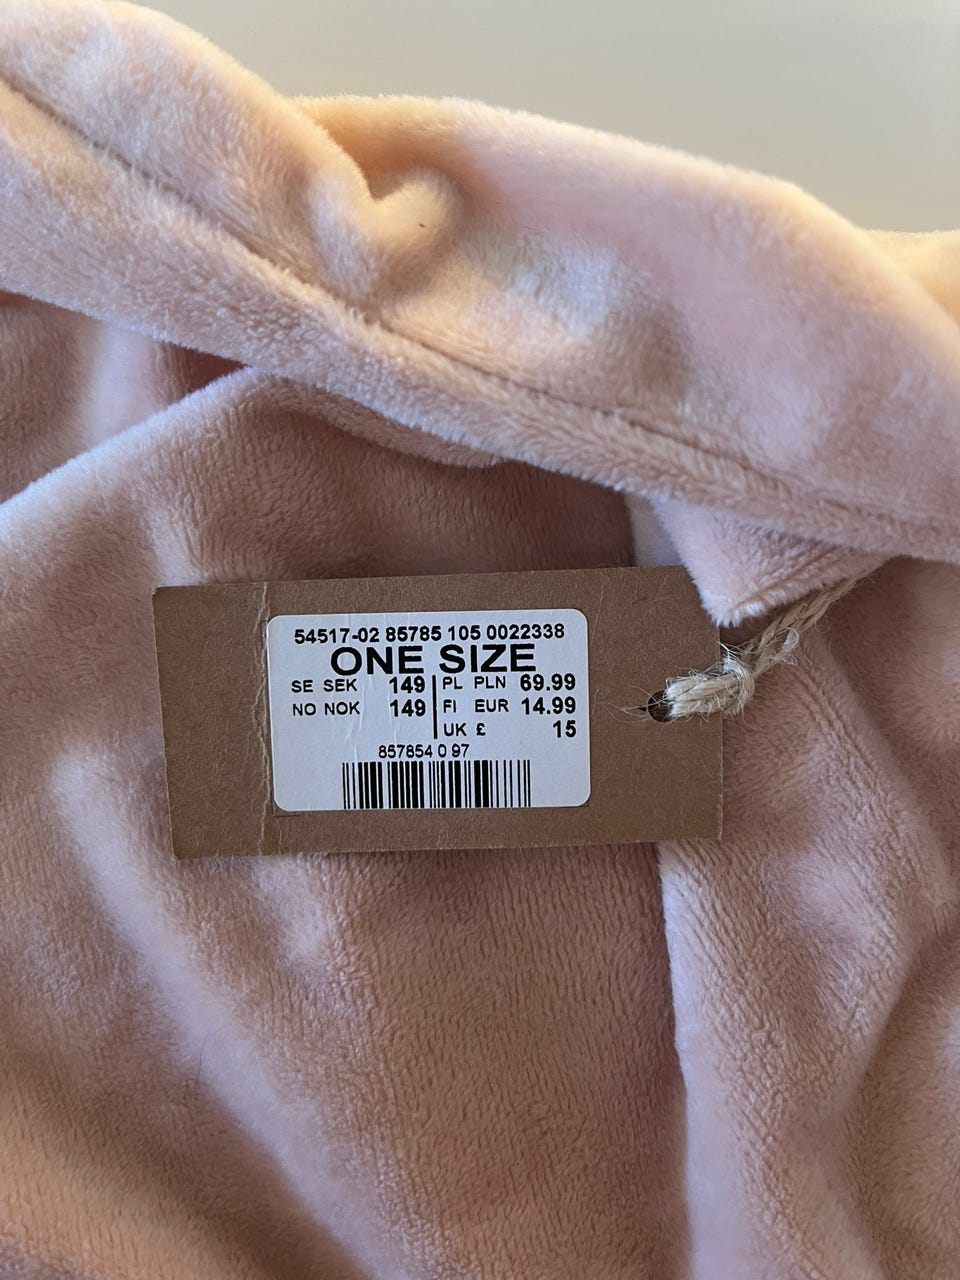 54517-02 85785 105 0022338
ONE SIZE
SE SEK 149 PL PLN 69.99
NO NOK 149 FI EUR 14.99
UK £ 15
857854 0 97